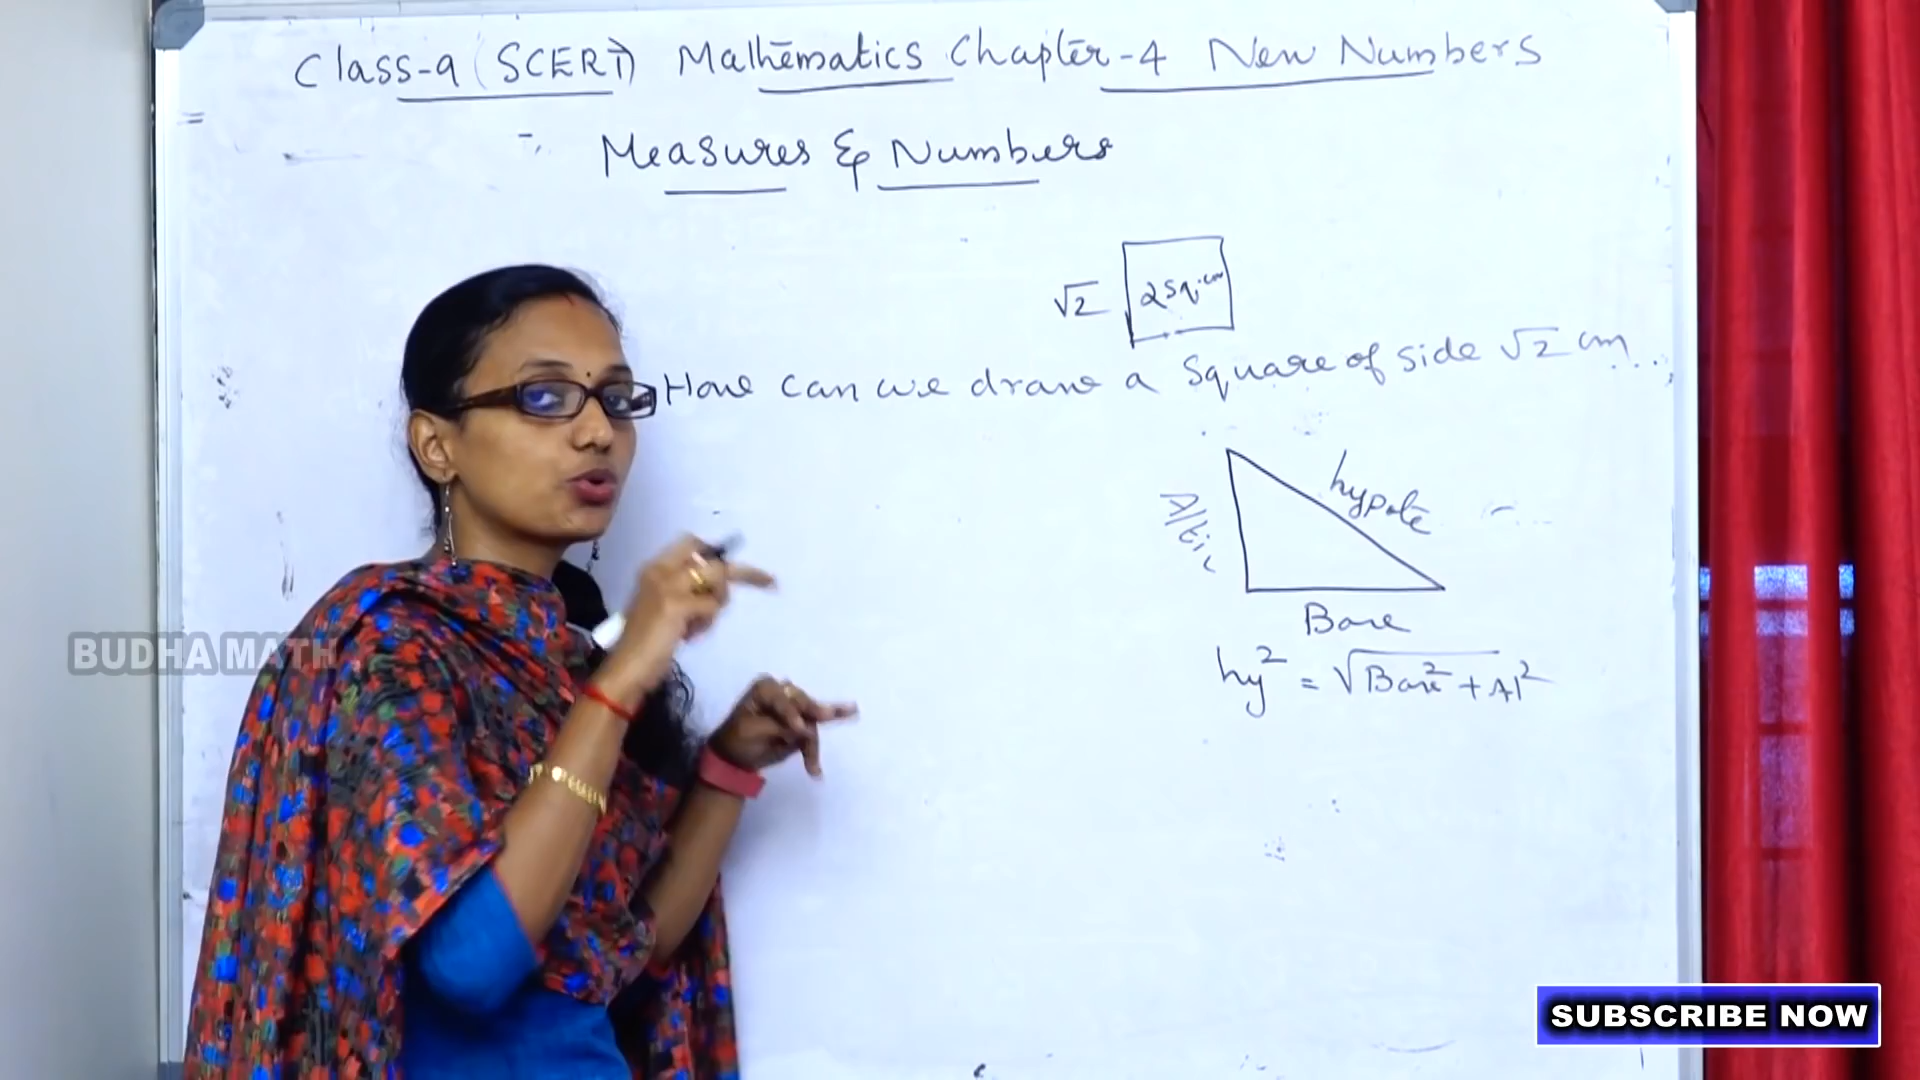 Class-9 (SCERT) Mathematics Chapter-4 New Numbers
Measures & Numbers
√2 2 sq.cm
How can we draw a Square of side √2 cm
hypote
Alti
Base
hy² = √Base² + Al²
BUDHA MATH
SUBSCRIBE NOW